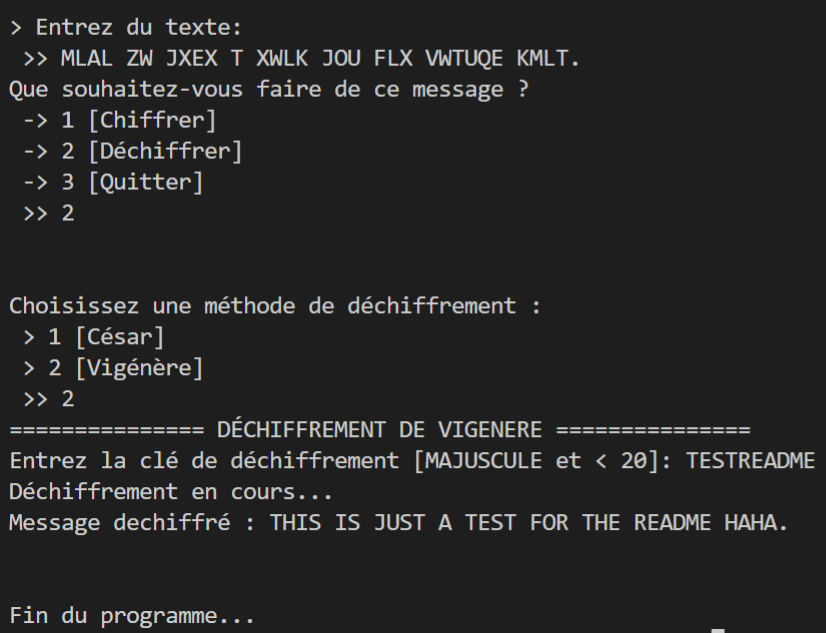 > Entrez du texte:
>> MLAL ZW JXEX T XWLK JOU FLX VWTUQE KMLT.
Que souhaitez-vous faire de ce message ?
-> 1 [Chiffrer]
-> 2 [Déchiffrer]
-> 3 [Quitter]
>> 2
Choisissez une méthode de déchiffrement :
> 1 [César]
> 2 [Vigénère]
>> 2
=============== DÉCHIFFREMENT DE VIGENERE ===============
Entrez la clé de déchiffrement [MAJUSCULE et < 20]: TESTREADME
Déchiffrement en cours...
Message dechiffré : THIS IS JUST A TEST FOR THE README HAHA.
Fin du programme...